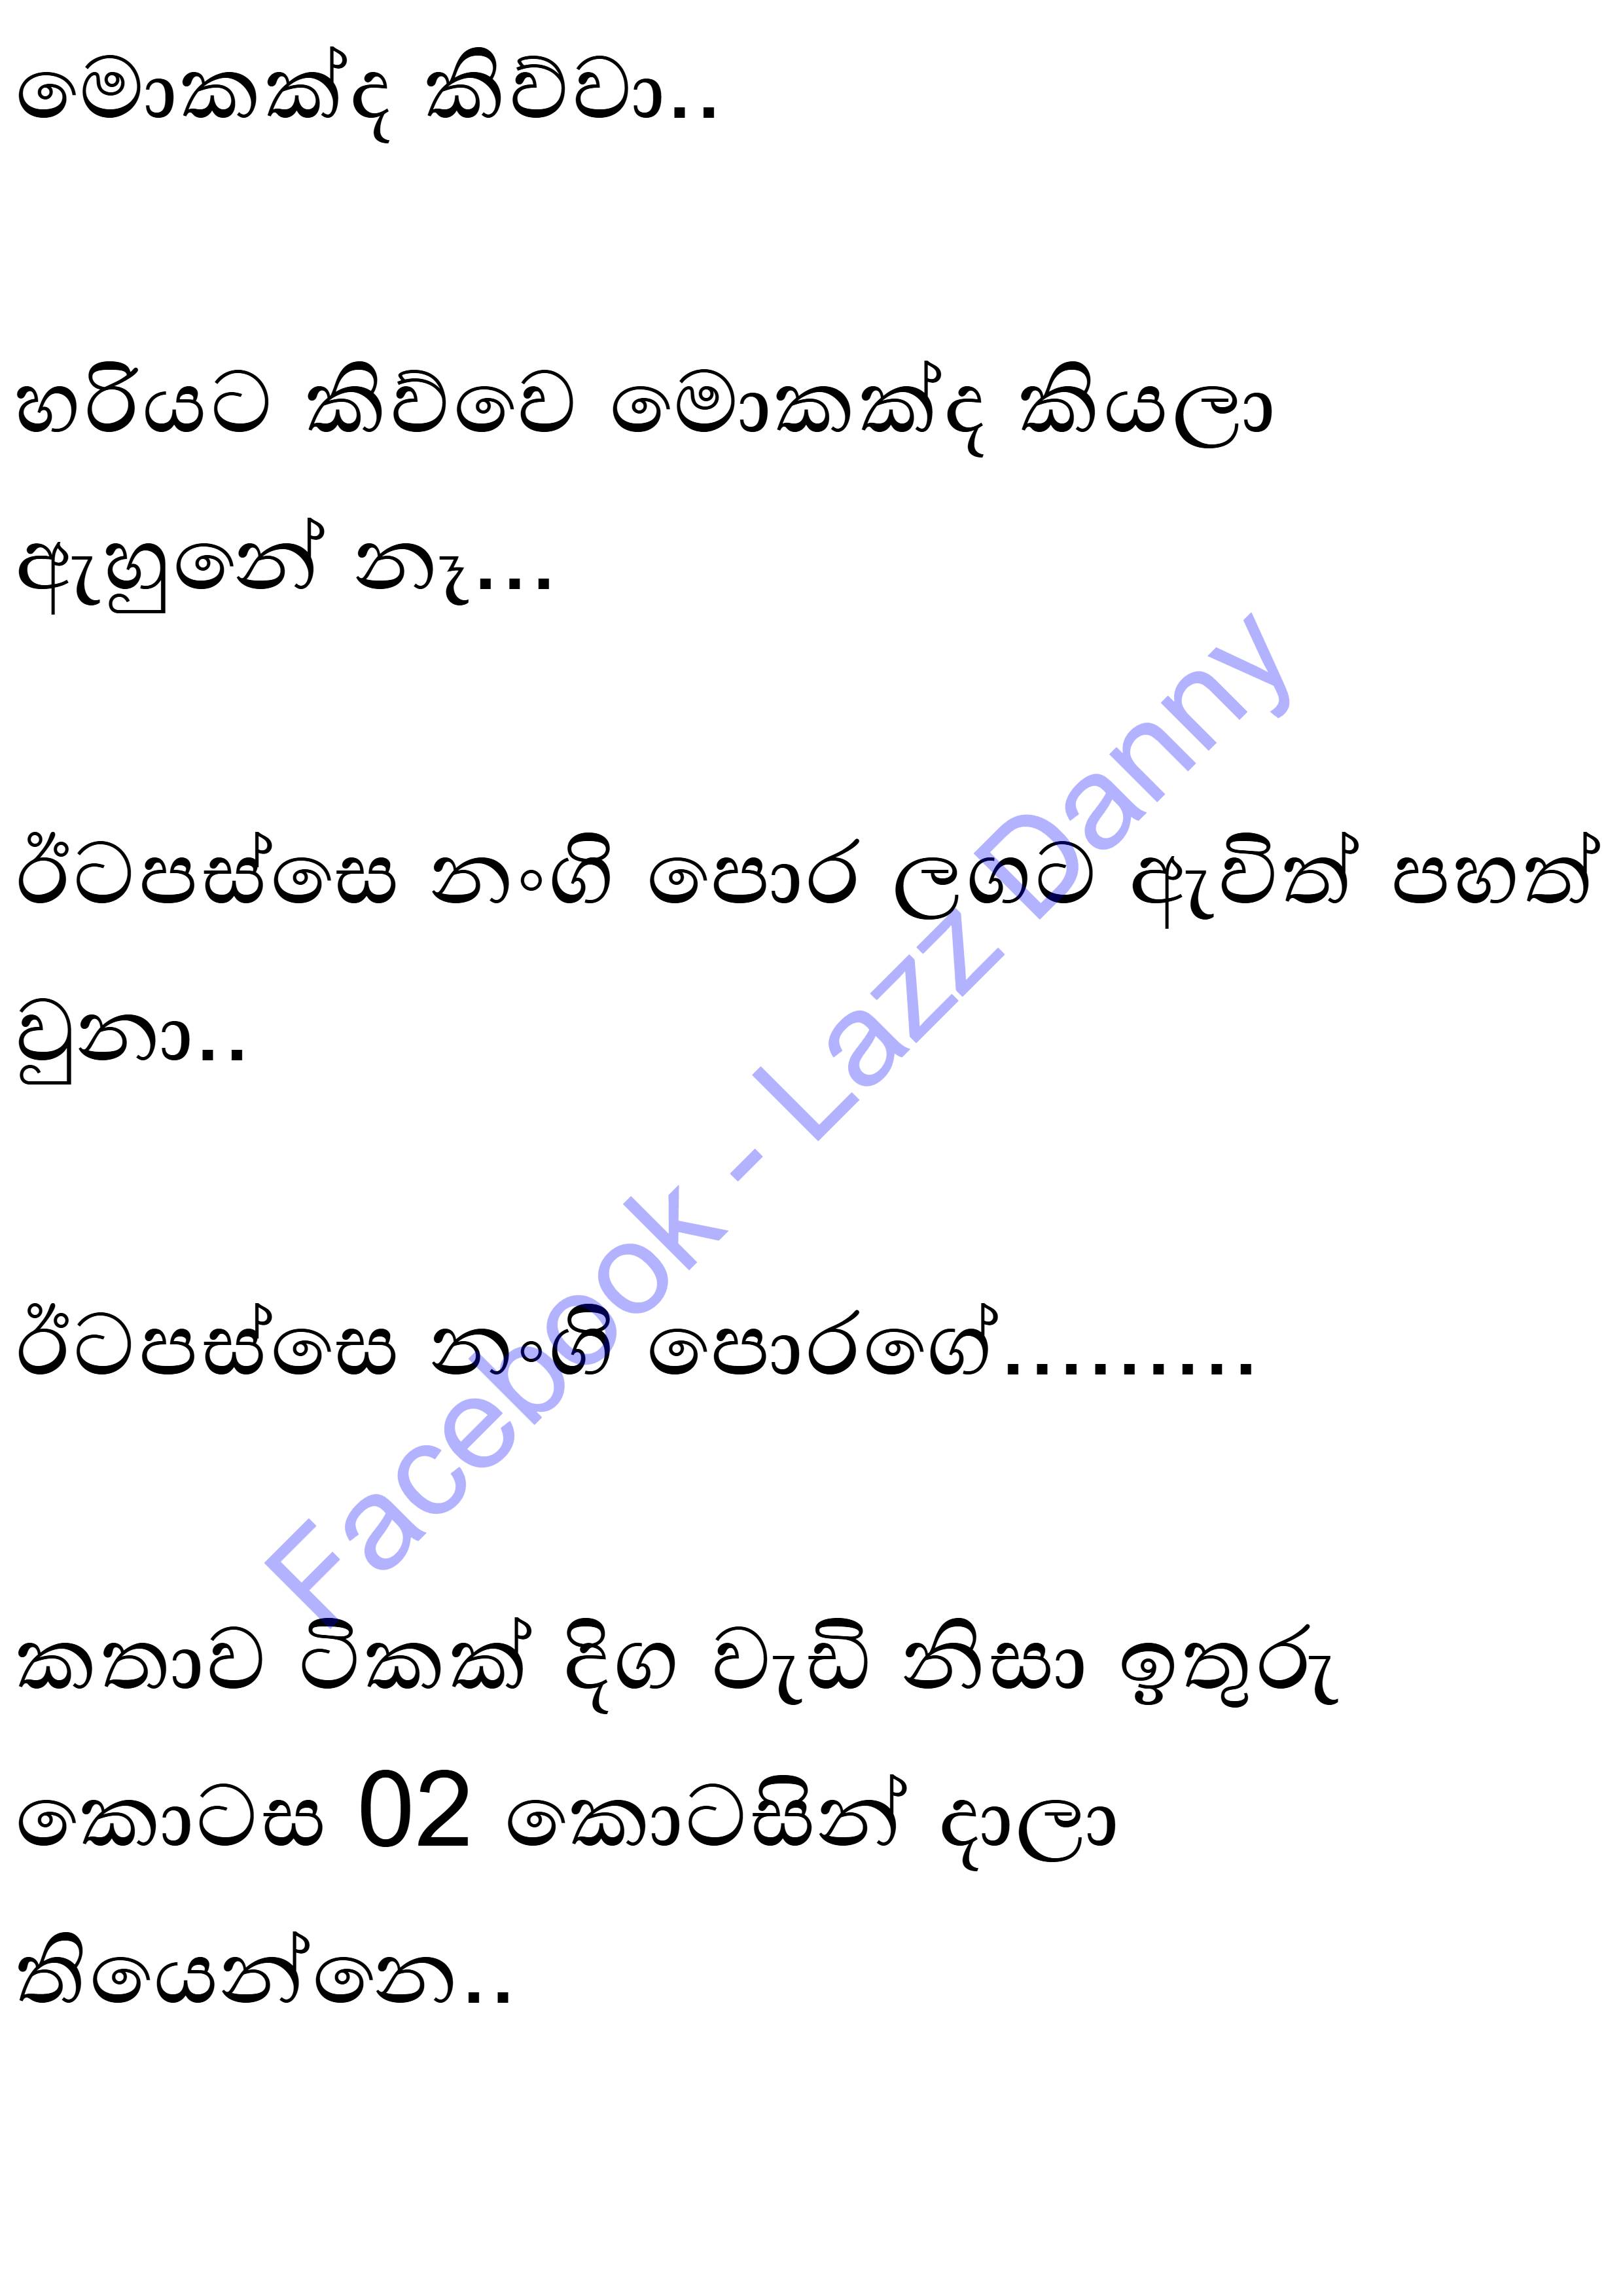 මොකක්ද කිව්වා..
හරියට කිව්වෙ මොකක්ද කියලා
ඇහුනේ නෑ...
ඊටපස්සෙ නංගි පොර ලගට ඇවිත් පහත්
වුනා..
ඊටපස්සෙ නංගි පොරගේ.........
කතාව ටිකක් දිග වැඩි නිසා ඉතුරු
කොටස 02 කොටසින් දාලා
තියෙන්නෙ..
Facebook - Lazz Danny